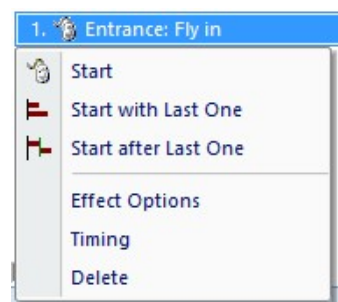 1. Entrance: Fly in
Start
Start with Last One
Start after Last One
Effect Options
Timing
Delete